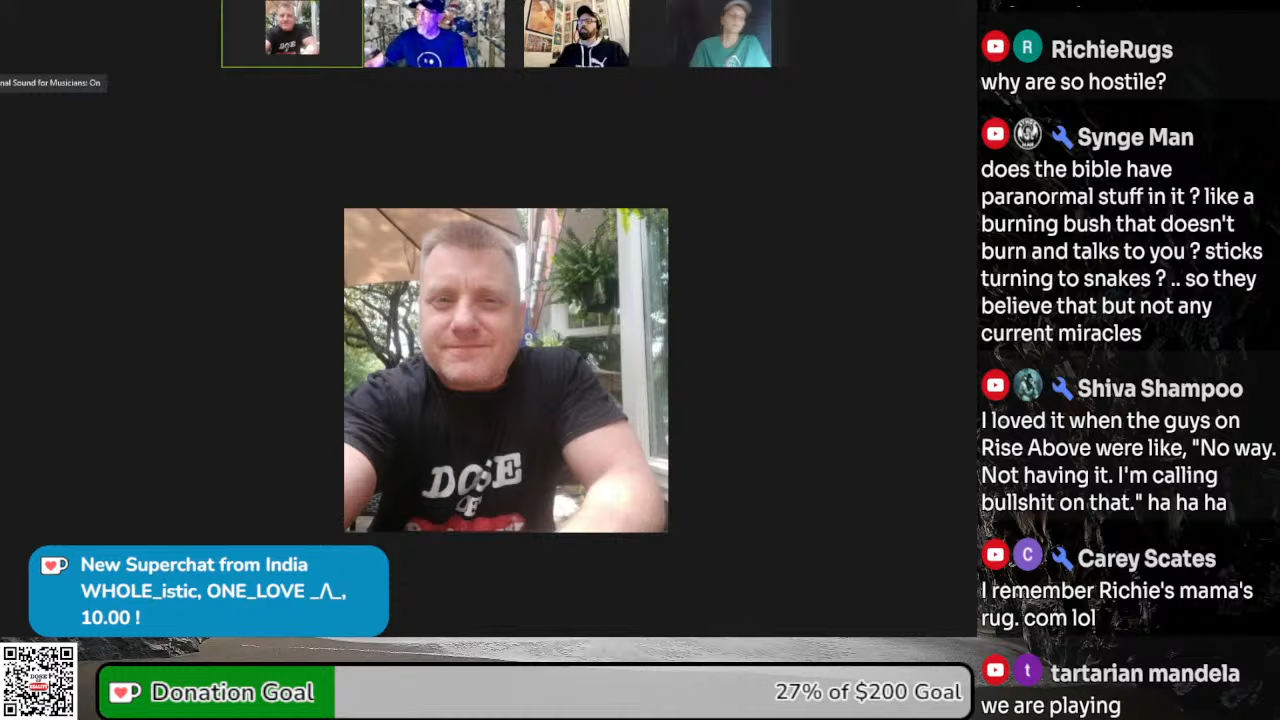 nal Sound for Musicians: On
DOSE
OF
New Superchat from India
WHOLE_istic, ONE_LOVE _/\_,
10.00 !
DOSE
Donation Goal
27% of $200 Goal
R RichieRugs
why are so hostile?
Synge Man
does the bible have
paranormal stuff in it ? like a
burning bush that doesn't
burn and talks to you ? sticks
turning to snakes ? .. so they
believe that but not any
current miracles
Shiva Shampoo
I loved it when the guys on
Rise Above were like, "No way.
Not having it. I'm calling
bullshit on that." ha ha ha
C Carey Scates
I remember Richie's mama's
rug. com lol
t tartarian mandela
we are playing